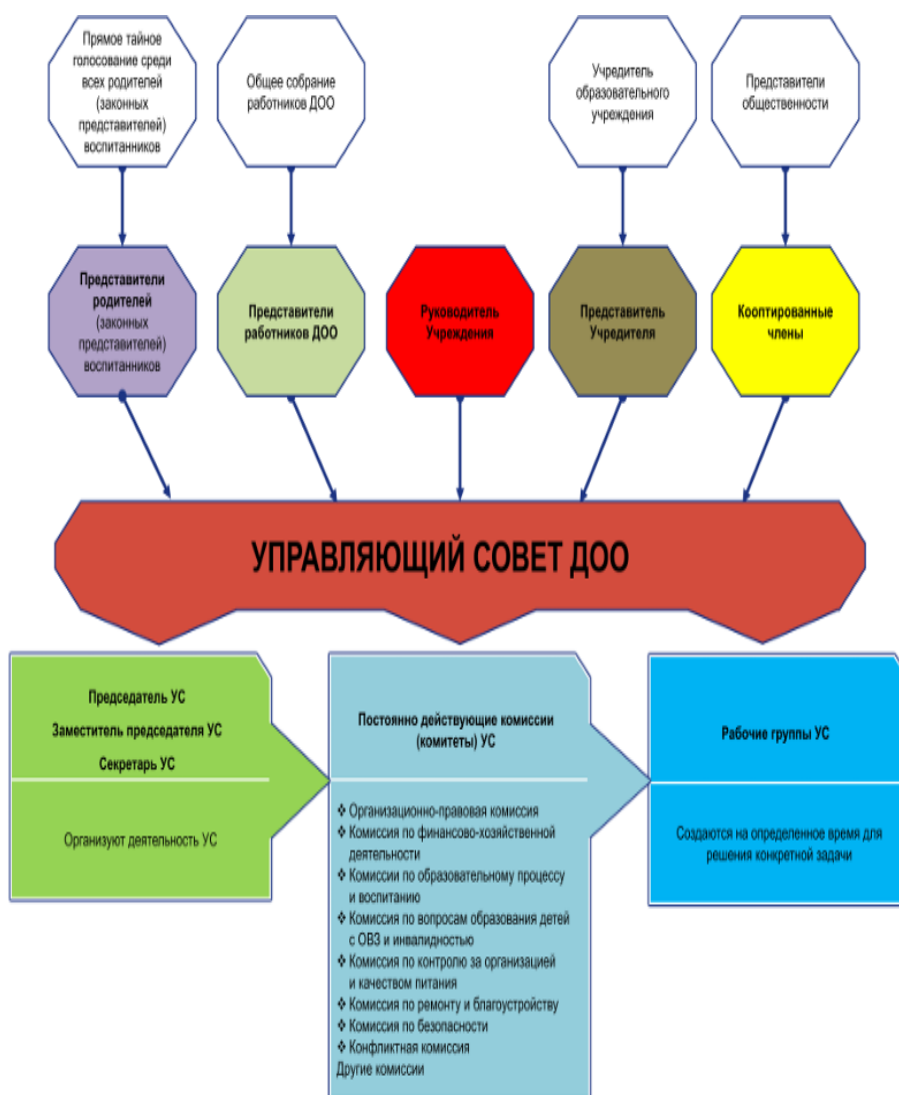 Прямое тайное
голосование среди
всех родителей
(законных
представителей)
воспитанников
Общее собрание
работников ДОО
Учредитель
образовательного
учреждения
Представители
общественности
Представители
родителей
(законных
представителей)
воспитанников
Представители
работников ДОО
Руководитель
Учреждения
Представитель
Учредителя
Кооптированные
члены
УПРАВЛЯЮЩИЙ СОВЕТ ДОО
Председатель УС
Заместитель председателя УС
Секретарь УС
Организуют деятельность УС
Постоянно действующие комиссии
(комитеты) УС
❖ Организационно-правовая комиссия
❖ Комиссия по финансово-хозяйственной
деятельности
❖ Комиссии по образовательному процессу
и воспитанию
❖ Комиссия по вопросам образования детей
с ОВЗ и инвалидностью
❖ Комиссия по контролю за организацией
и качеством питания
❖ Комиссия по ремонту и благоустройству
❖ Комиссия по безопасности
❖ Конфликтная комиссия
Другие комиссии
Рабочие группы УС
Создаются на определенное время для
решения конкретной задачи